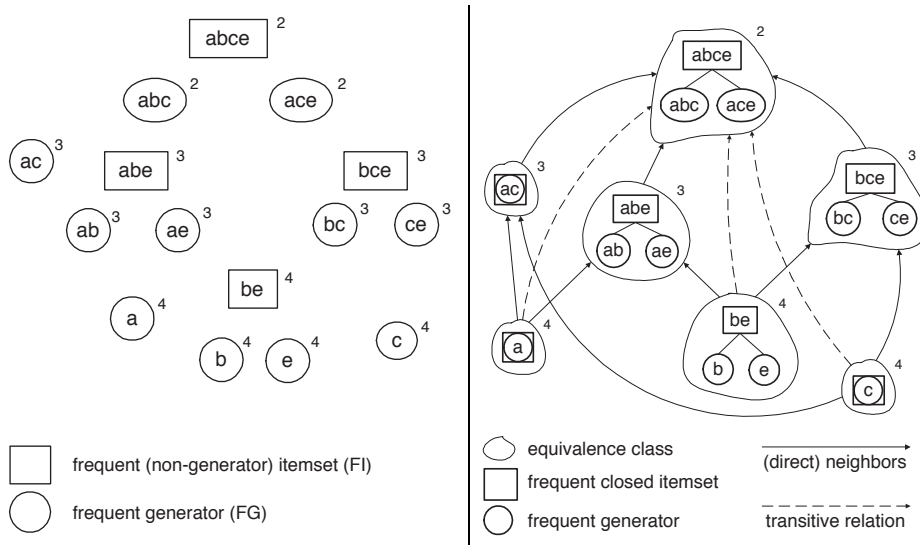 abce 2
abc 2 ace 2
ac 3
abe 3 bce 3
ab 3 ae 3 bc 3 ce 3
be 4
a 4
c 4
b 4 e 4
frequent (non-generator) itemset (FI)
frequent generator (FG)
2
abce
abc ace
ac 3
abe 3
ab ae
bce 3
bc ce
be 4
b e
a 4
c 4
equivalence class
frequent closed itemset
frequent generator
(direct) neighbors
transitive relation